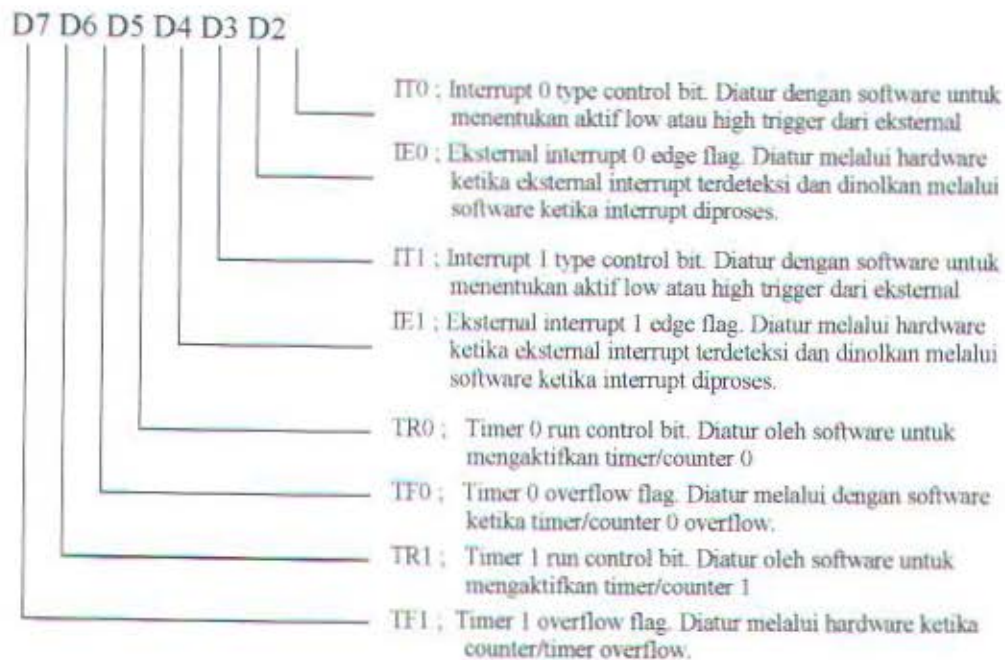 D7 D6 D5 D4 D3 D2
IT0 ; Interrupt 0 type control bit. Diatur dengan software untuk
menentukan aktif low atau high trigger dari eksternal
IE0 ; Eksternal interrupt 0 edge flag. Diatur melalui hardware
ketika eksternal interrupt terdeteksi dan dinolkan melalui
software ketika interrupt diproses.
IT1 ; Interrupt 1 type control bit. Diatur dengan software untuk
menentukan aktif low atau high trigger dari eksternal
IE1 ; Eksternal interrupt 1 edge flag. Diatur melalui hardware
ketika eksternal interrupt terdeteksi dan dinolkan melalui
software ketika interrupt diproses.
TR0 ; Timer 0 run control bit. Diatur oleh software untuk
mengaktifkan timer/counter 0
TF0 ; Timer 0 overflow flag. Diatur melalui dengan software
ketika timer/counter 0 overflow.
TR1 ; Timer 1 run control bit. Diatur oleh software untuk
mengaktifkan timer/counter 1
TF1 ; Timer 1 overflow flag. Diatur melalui hardware ketika
counter/timer overflow.